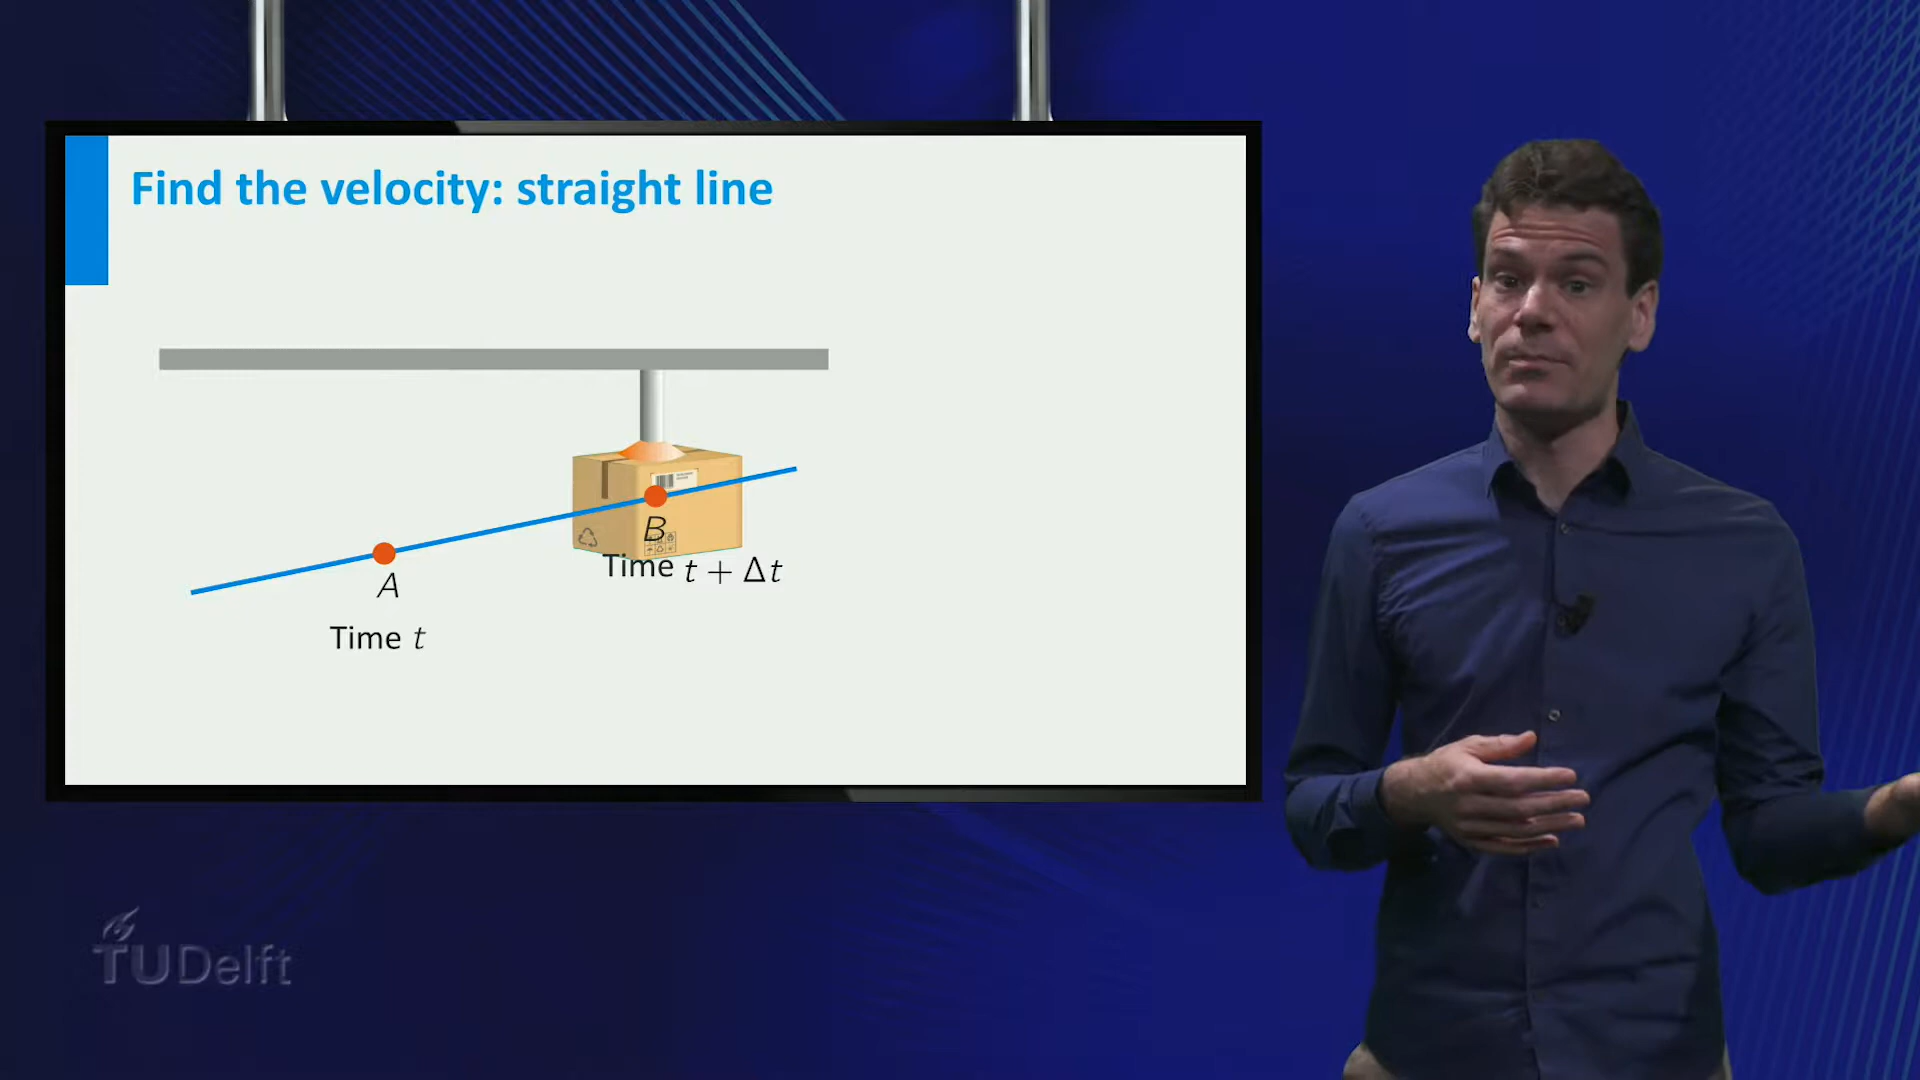 Find the velocity: straight line
B
Time t + Δt
A
Time t
TUDelft